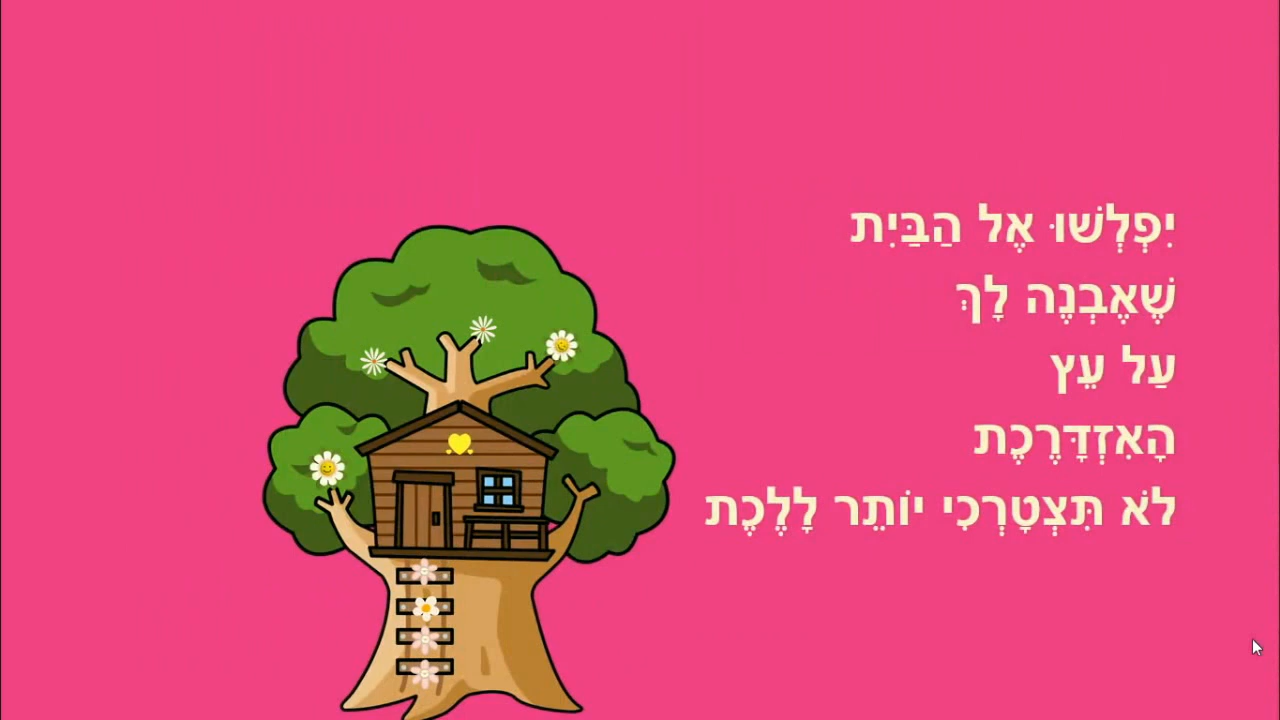 יִפְלְשׁוּ אֶל הַבַּיִת
שֶׁאֶבְנֶה לָךְ
עַל עֵץ
הָאִזְדָּרֶכֶת
לֹא תִּצְטָרְכִי יוֹתֵר לָלֶכֶת